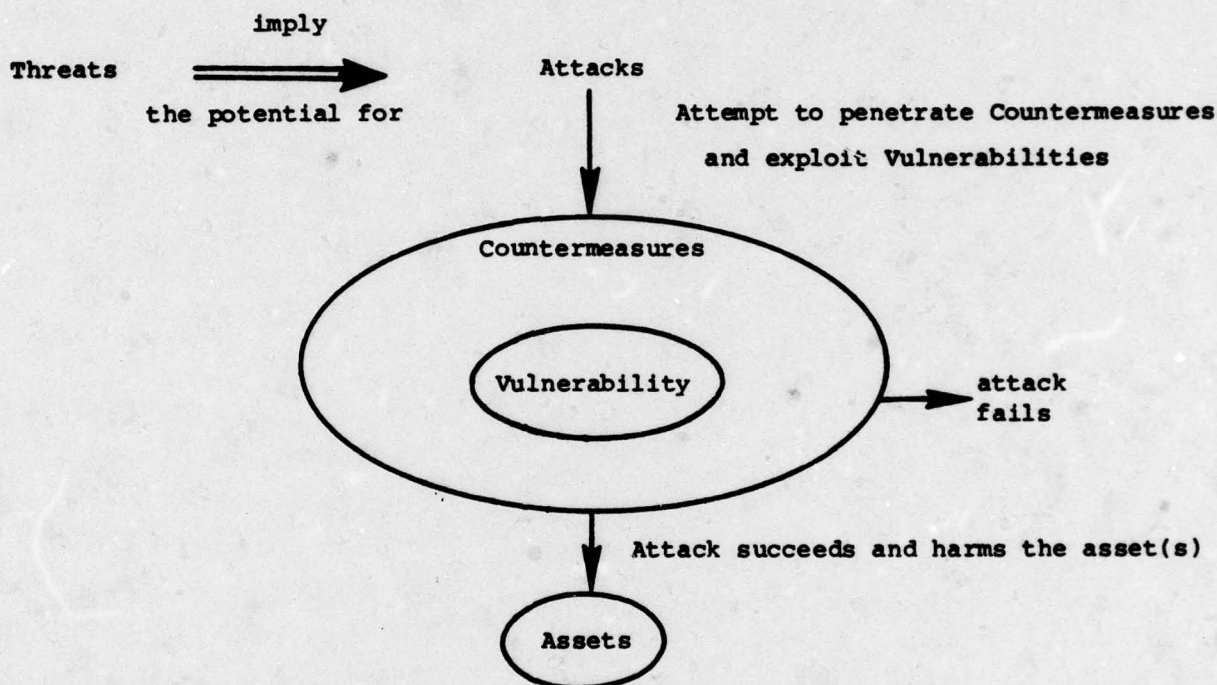 imply
Threats
the potential for
Attacks
Attempt to penetrate Countermeasures
and exploit Vulnerabilities
Countermeasures
Vulnerability
attack
fails
Attack succeeds and harms the asset(s)
Assets